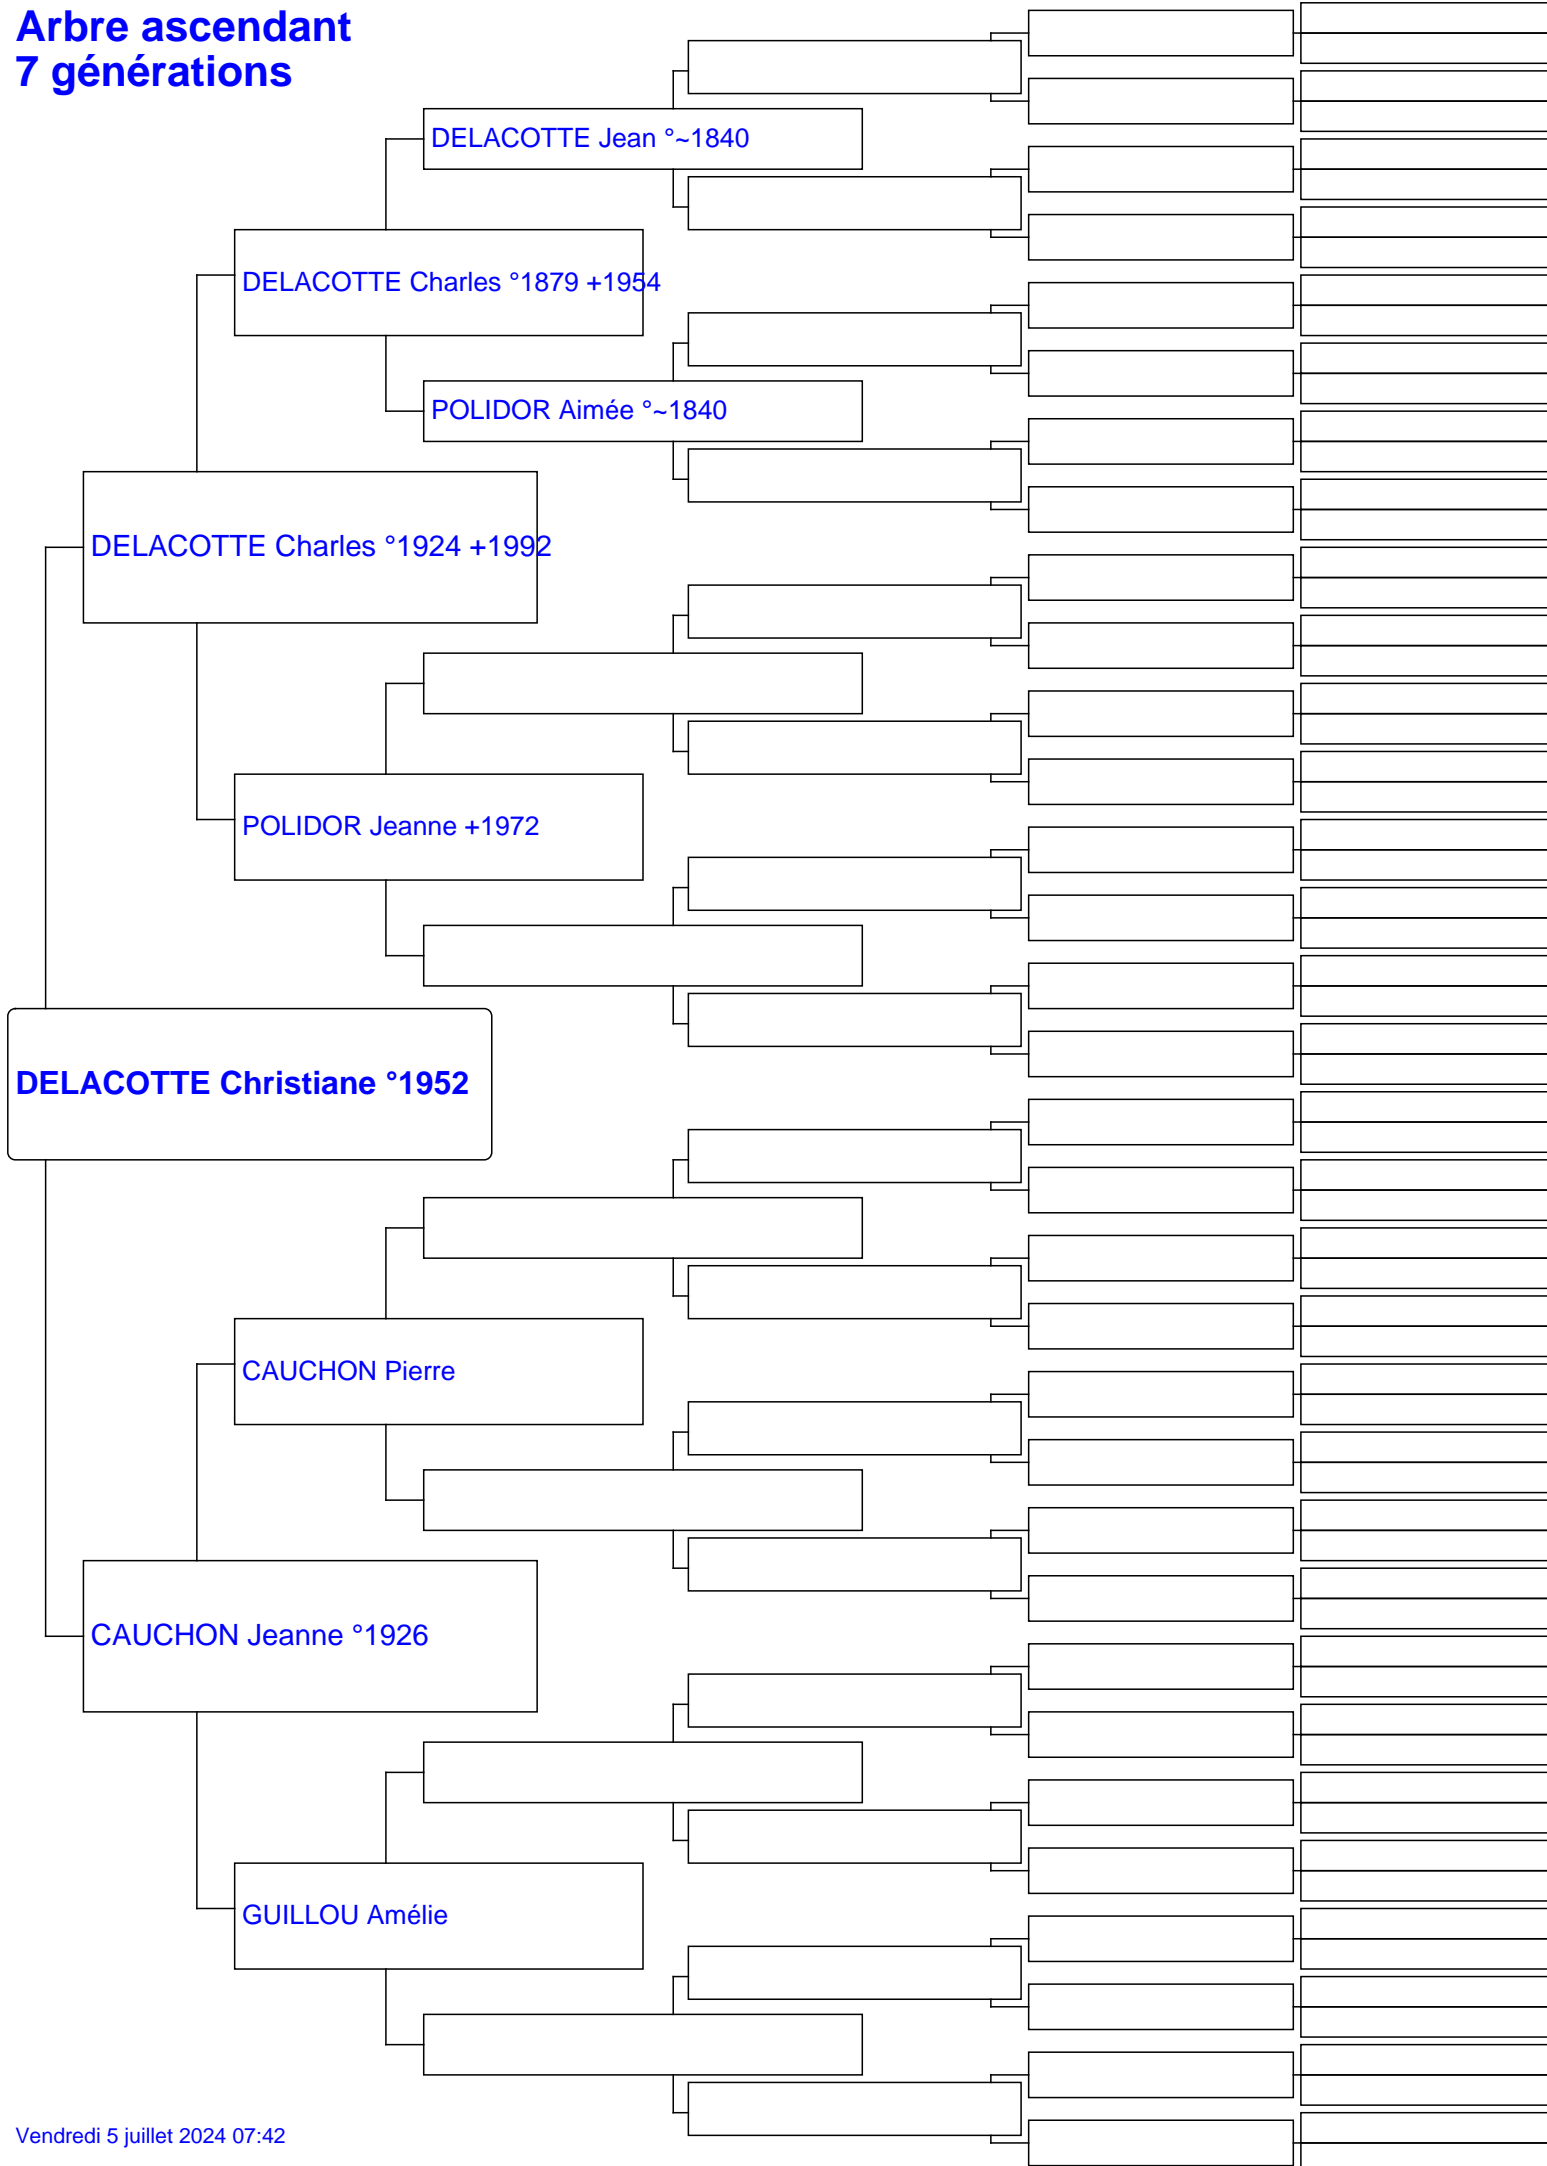 Arbre ascendant
7 générations
DELACOTTE Jean °~1840
DELACOTTE Charles °1879 +1954
POLIDOR Aimée °~1840
DELACOTTE Charles °1924 +1992
POLIDOR Jeanne +1972
DELACOTTE Christiane °1952
CAUCHON Pierre
CAUCHON Jeanne °1926
GUILLOU Amélie
Vendredi 5 juillet 2024 07:42